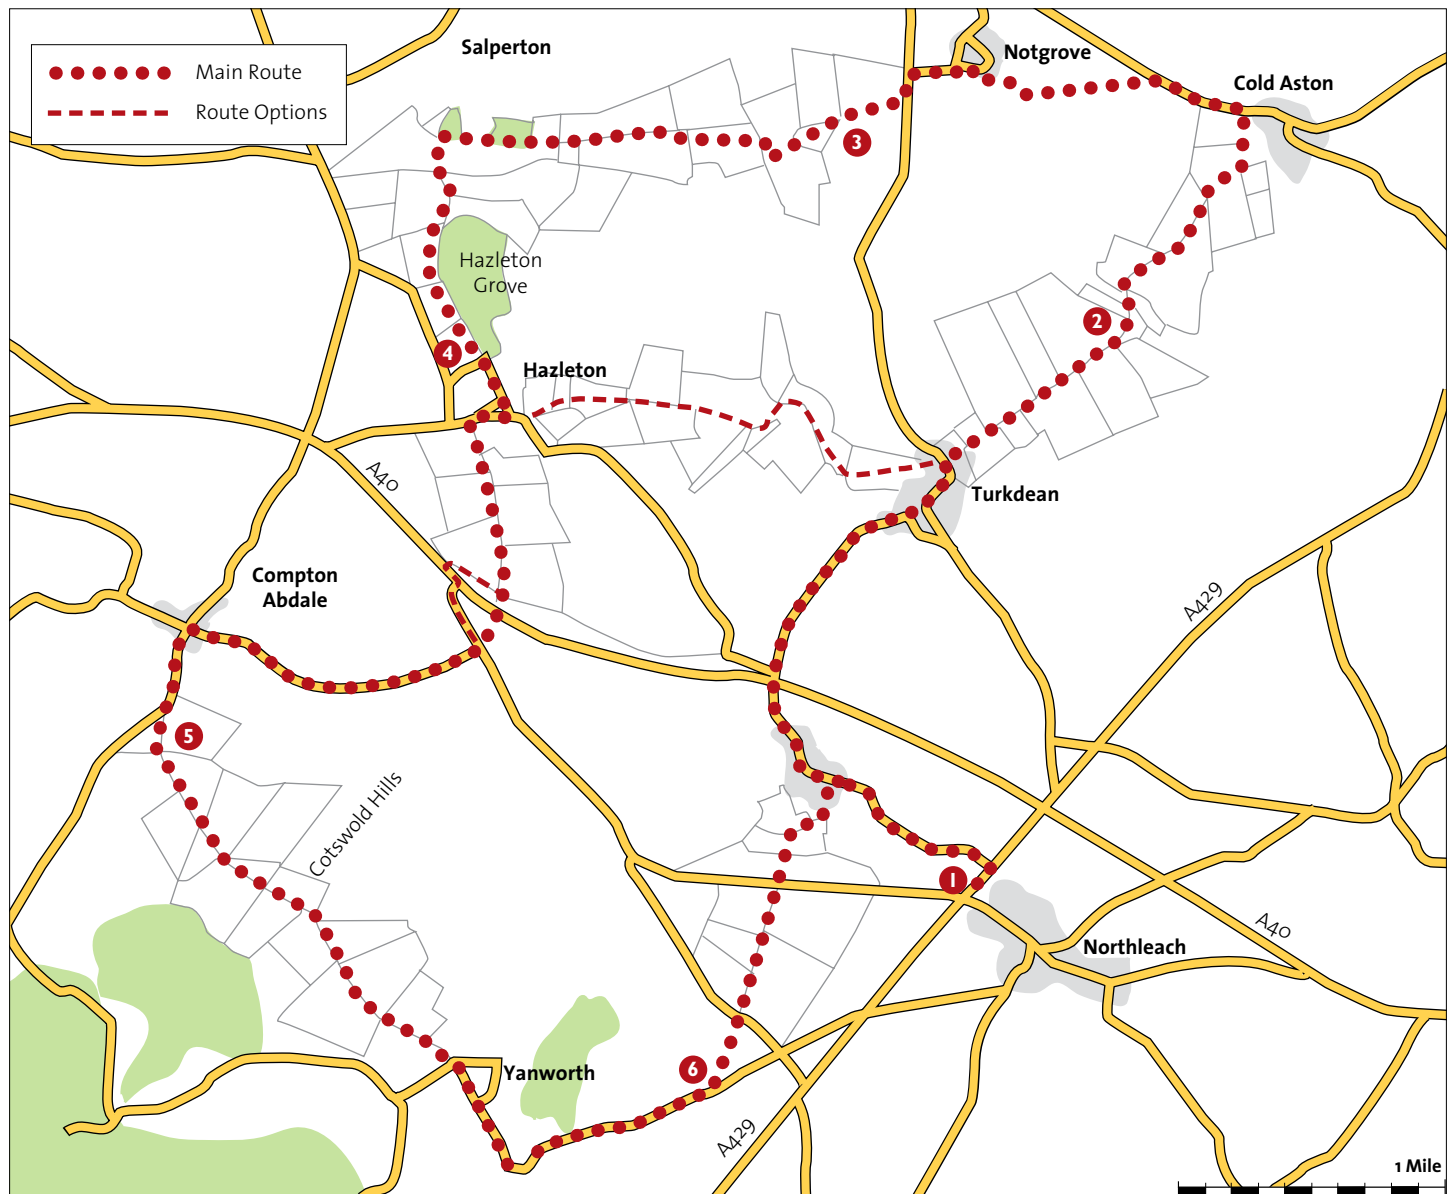 Salperton
Notgrove
Cold Aston
Main Route
Route Options
3
Hazleton
Grove
2
4
Hazleton
A40
Turkdean
Compton
Abdale
A429
5
Cotswold Hills
1
A40
Northleach
6
Yanworth
A429
1 Mile